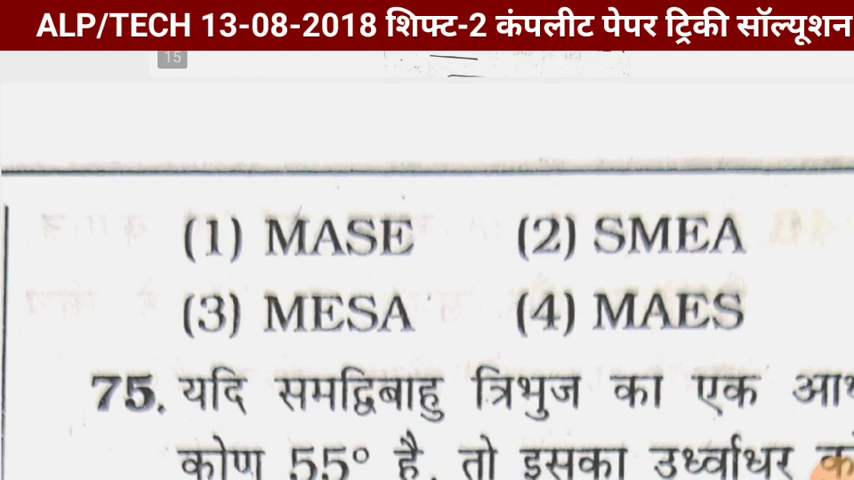 ALP/TECH 13-08-2018 शिफ्ट-2 कंपलीट पेपर ट्रिकी सॉल्यूशन
15
(1) MASE (2) SMEA
(3) MESA (4) MAES
75. यदि समद्विबाहु त्रिभुज का एक
कोण 55° है, तो इसका उर्ध्वाधर